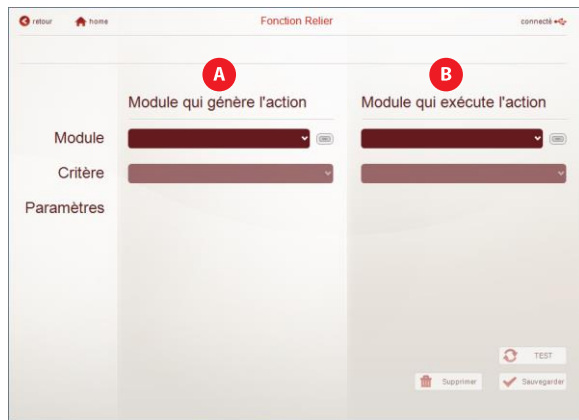 retour home Fonction Relier connecté
A B
Module qui génère l'action Module qui exécute l'action
Module
Critère
Paramètres
TEST
Supprimer Sauvegarder